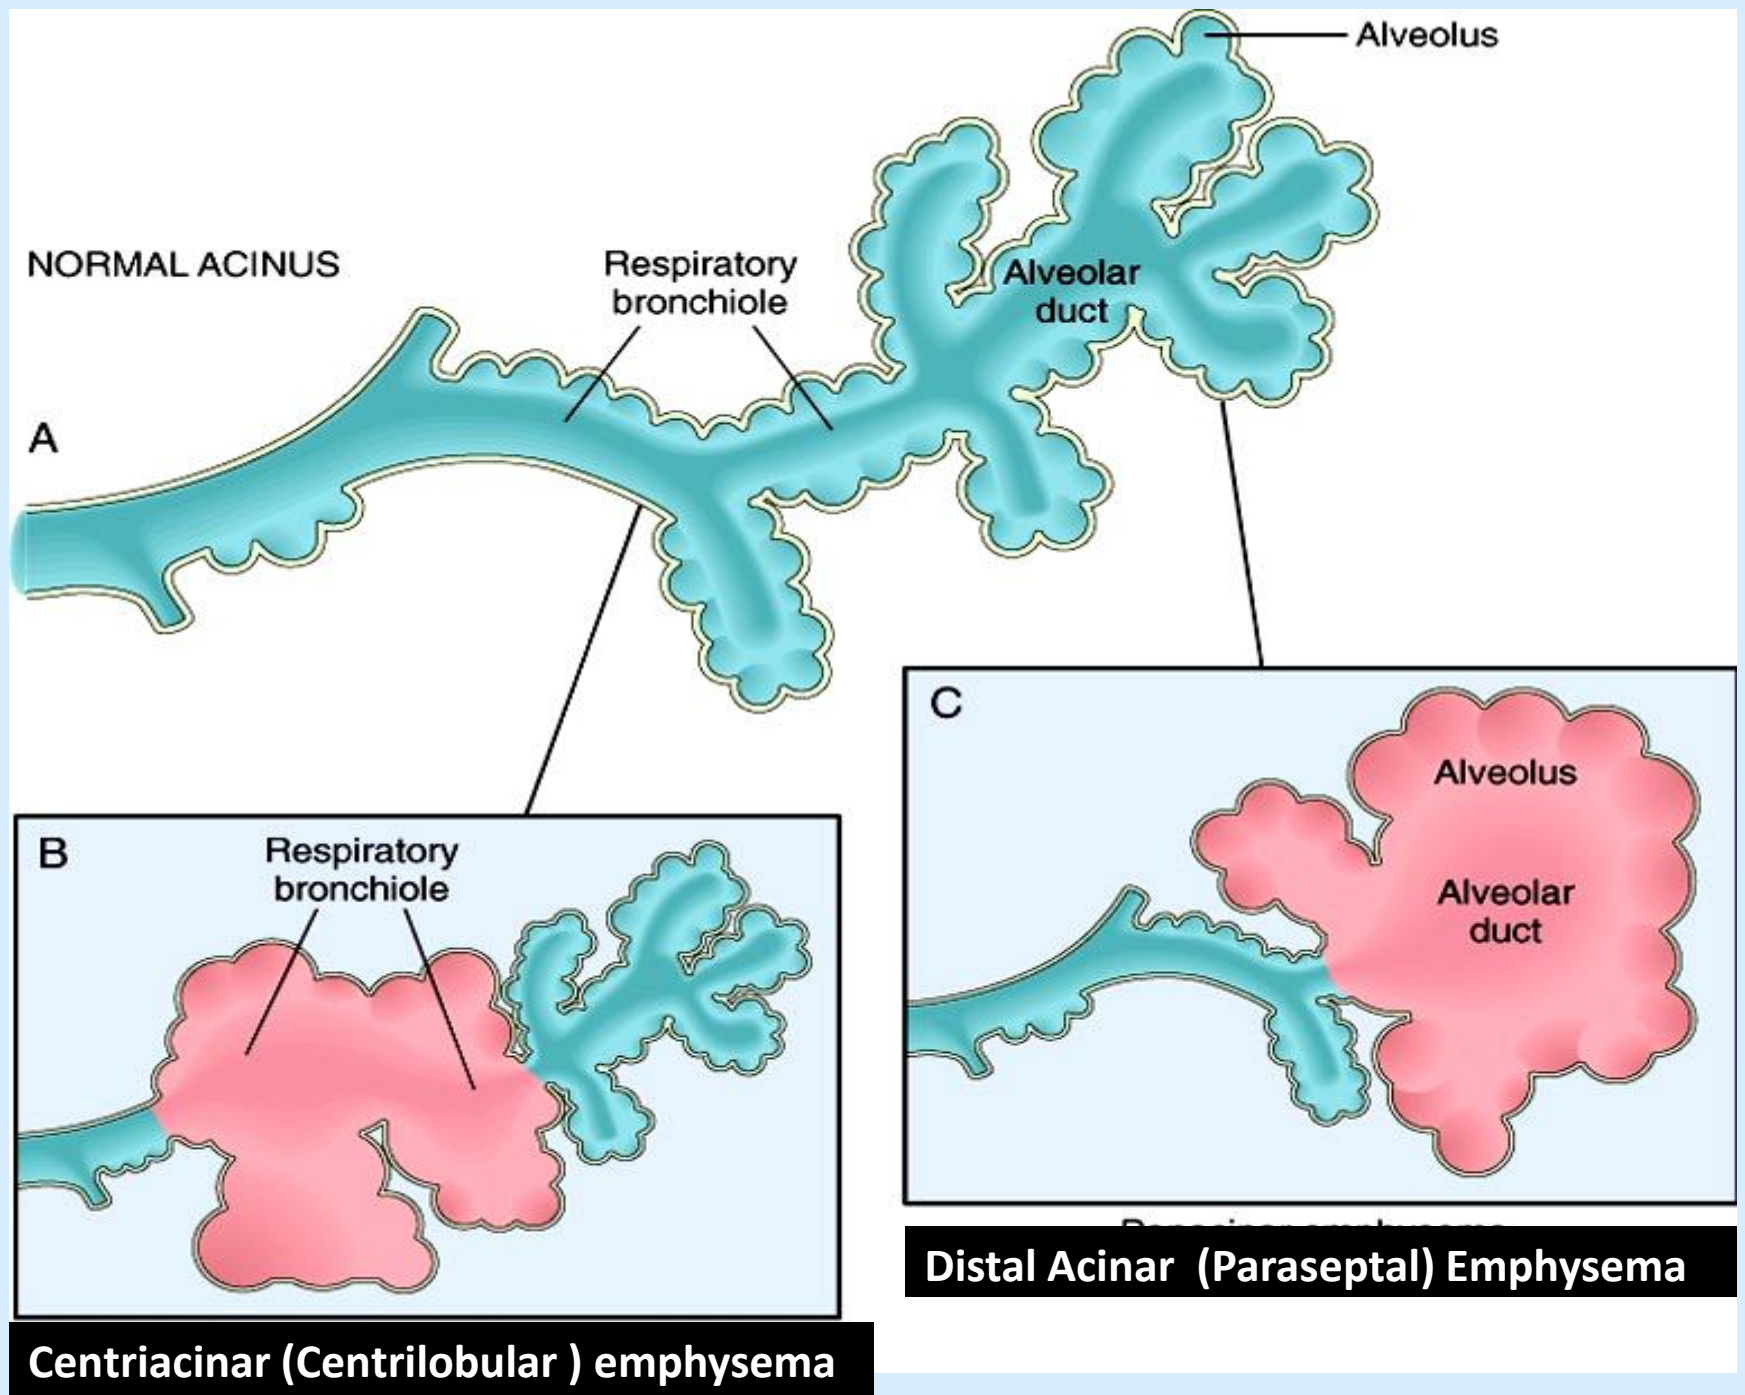 Alveolus
NORMAL ACINUS
Respiratory
bronchiole
Alveolar
duct
A
B
Respiratory
bronchiole
C
Alveolus
Alveolar
duct
Distal Acinar (Paraseptal) Emphysema
Centriacinar (Centrilobular ) emphysema